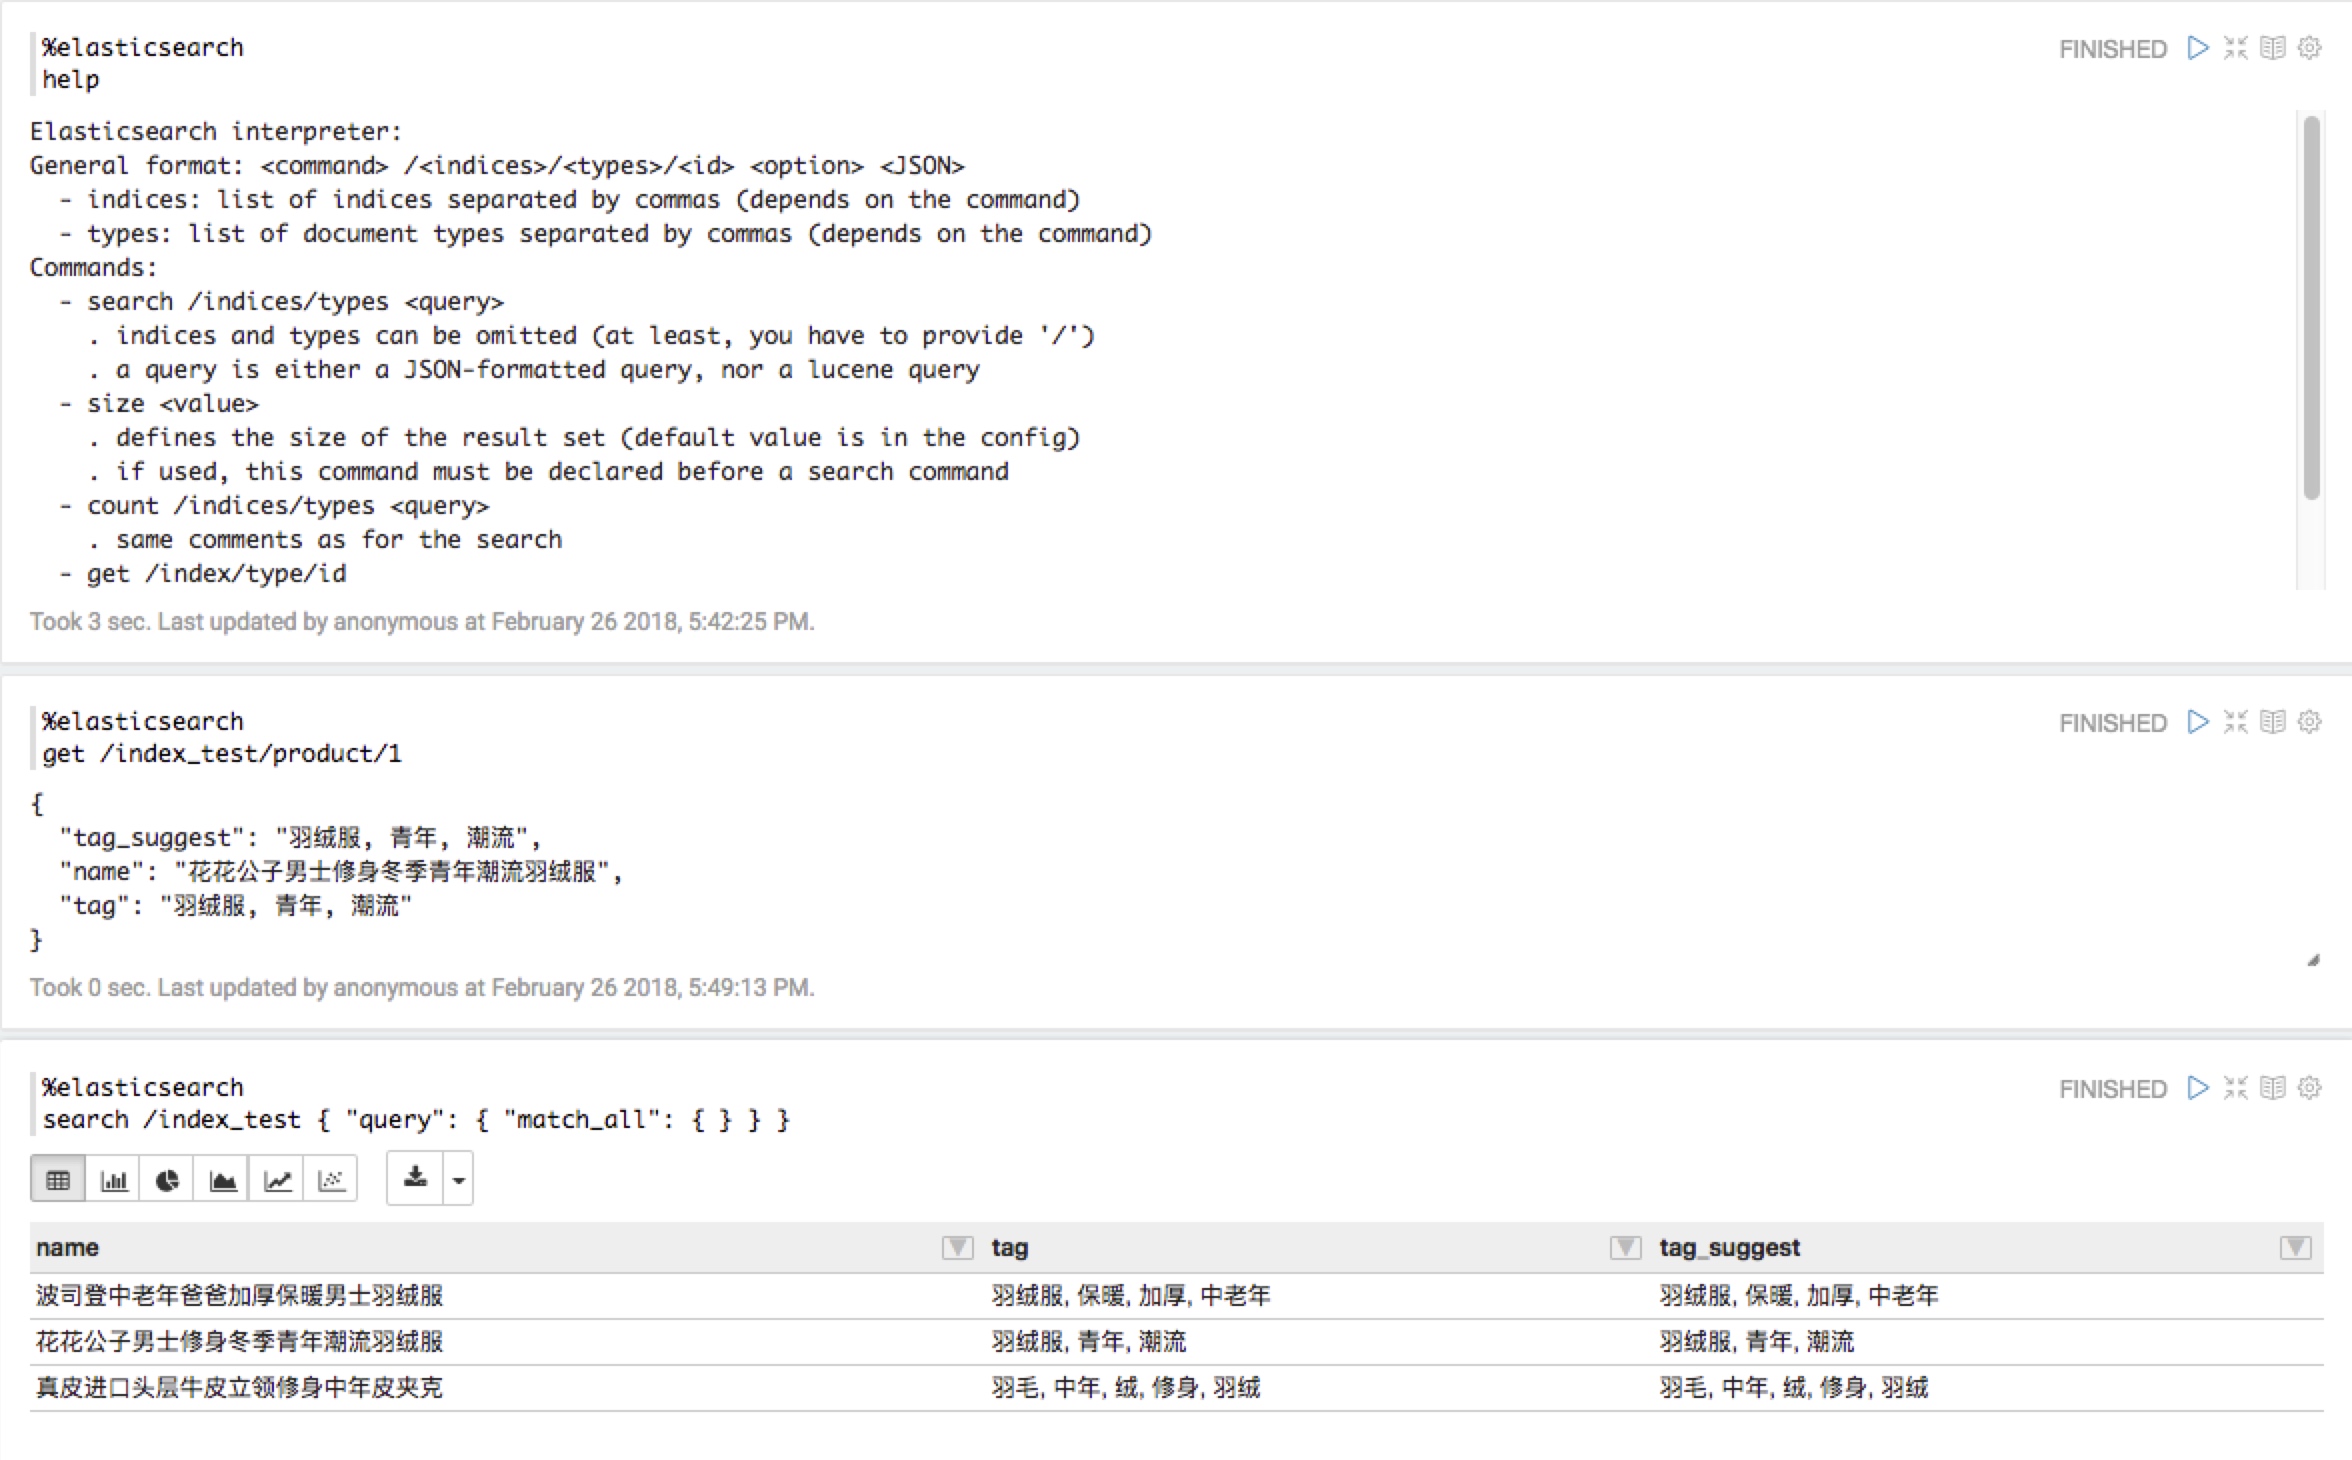 %elasticsearch
FINISHED
help
Elasticsearch interpreter:
General format: <command> /<indices>/<types>/<id> <option> <JSON>
- indices: list of indices separated by commas (depends on the command)
- types: list of document types separated by commas (depends on the command)
Commands:
- search /indices/types <query>
. indices and types can be omitted (at least, you have to provide '/')
. a query is either a JSON-formatted query, nor a lucene query
- size <value>
. defines the size of the result set (default value is in the config)
. if used, this command must be declared before a search command
- count /indices/types <query>
. same comments as for the search
- get /index/type/id
Took 3 sec. Last updated by anonymous at February 26 2018, 5:42:25 PM.
%elasticsearch
FINISHED
get /index_test/product/1
{
"tag_suggest": "羽绒服, 青年, 潮流",
"name": "花花公子男士修身冬季青年潮流羽绒服",
"tag": "羽绒服, 青年, 潮流"
}
Took 0 sec. Last updated by anonymous at February 26 2018, 5:49:13 PM.
%elasticsearch
FINISHED
search /index_test { "query": { "match_all": { } } }
name tag tag_suggest
波司登中老年爸爸加厚保暖男士羽绒服 羽绒服, 保暖, 加厚, 中老年 羽绒服, 保暖, 加厚, 中老年
花花公子男士修身冬季青年潮流羽绒服 羽绒服, 青年, 潮流 羽绒服, 青年, 潮流
真皮进口头层牛皮立领修身中年皮夹克 羽毛, 中年, 绒, 修身, 羽绒 羽毛, 中年, 绒, 修身, 羽绒